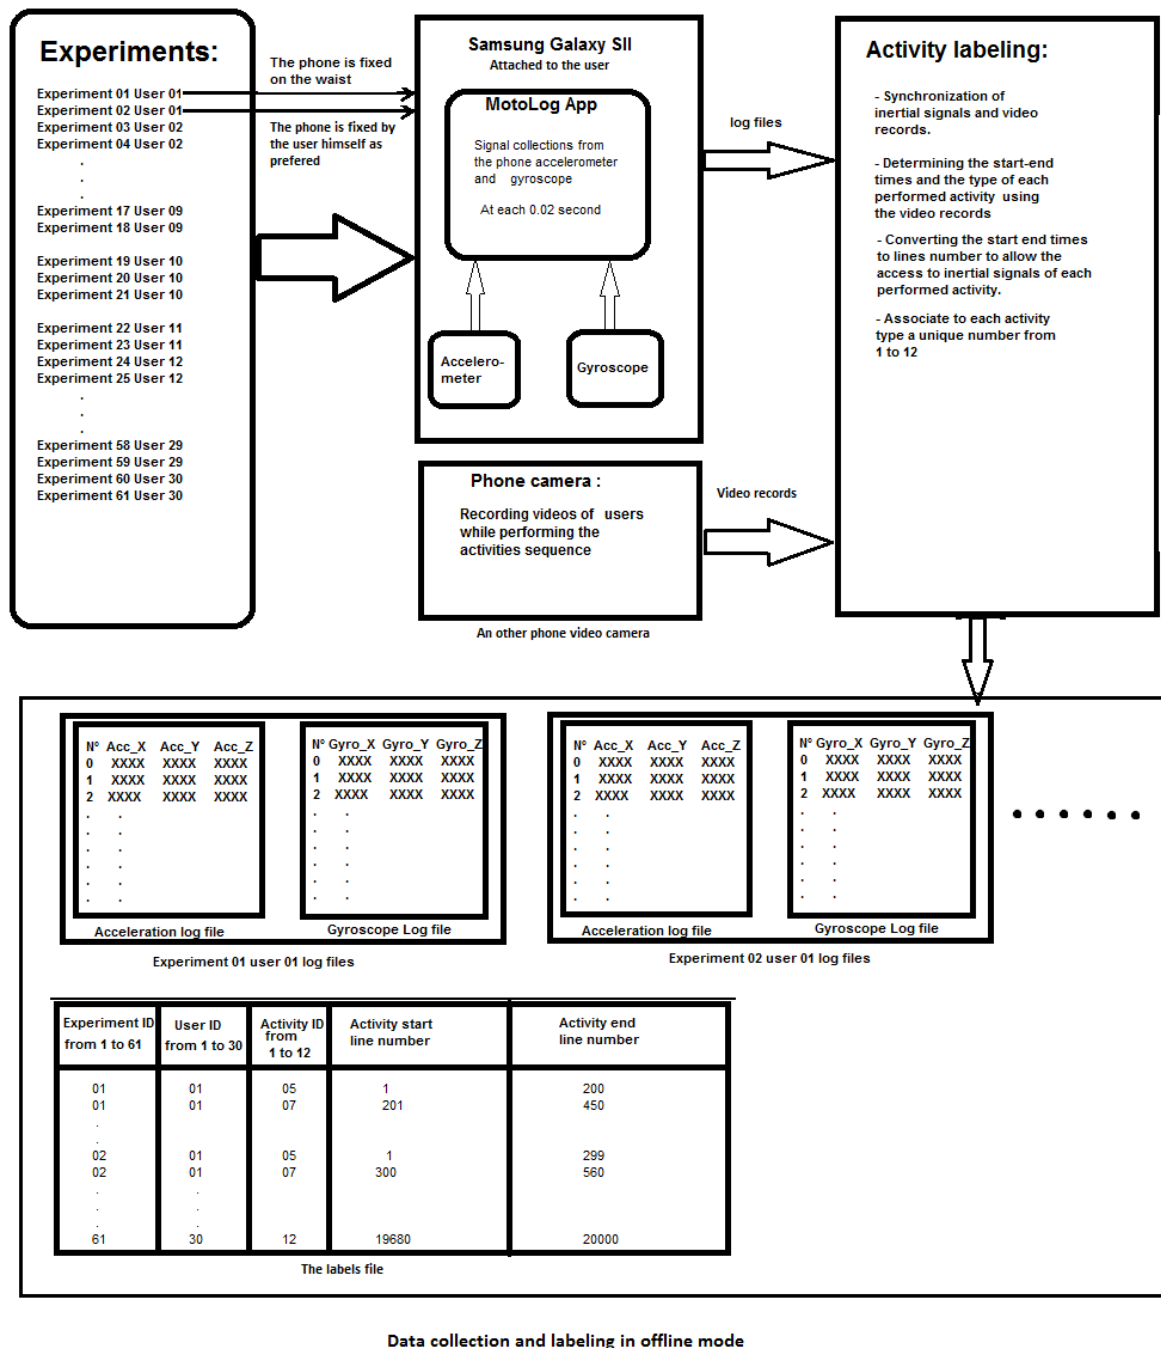 Experiments:
Experiment 01 User 01
Experiment 02 User 01
Experiment 03 User 02
Experiment 04 User 02
.
.
.
Experiment 17 User 09
Experiment 18 User 09
Experiment 19 User 10
Experiment 20 User 10
Experiment 21 User 10
Experiment 22 User 11
Experiment 23 User 11
Experiment 24 User 12
Experiment 25 User 12
.
.
.
Experiment 58 User 29
Experiment 59 User 29
Experiment 60 User 30
Experiment 61 User 30
The phone is fixed
on the waist
The phone is fixed by
the user himself as
prefered
Samsung Galaxy SII
Attached to the user
MotoLog App
Signal collections from
the phone accelerometer
and gyroscope
At each 0.02 second
Accelero-
meter
Gyroscope
Phone camera :
Recording videos of users
while performing the
activities sequence
An other phone video camera
log files
Video records
Activity labeling:
- Synchronization of
inertial signals and video
records.
- Determining the start-end
times and the type of each
performed activity using
the video records
- Converting the start end times
to lines number to allow the
access to inertial signals of each
performed activity.
- Associate to each activity
type a unique number from
1 to 12
N° Acc_X Acc_Y Acc_Z
0 XXXX XXXX XXXX
1 XXXX XXXX XXXX
2 XXXX XXXX XXXX
. .
. .
. .
. .
. .
. .
Acceleration log file
N° Gyro_X Gyro_Y Gyro_Z
0 XXXX XXXX XXXX
1 XXXX XXXX XXXX
2 XXXX XXXX XXXX
. .
. .
. .
. .
. .
. .
Gyroscope Log file
Experiment 01 user 01 log files
N° Acc_X Acc_Y Acc_Z
0 XXXX XXXX XXXX
1 XXXX XXXX XXXX
2 XXXX XXXX XXXX
. .
. .
. .
. .
. .
. .
Acceleration log file
N° Gyro_X Gyro_Y Gyro_Z
0 XXXX XXXX XXXX
1 XXXX XXXX XXXX
2 XXXX XXXX XXXX
. .
. .
. .
. .
. .
. .
Gyroscope Log file
Experiment 02 user 01 log files
. . . . . .
Experiment ID
from 1 to 61
User ID
from 1 to 30
Activity ID
from
1 to 12
Activity start
line number
Activity end
line number
01 01 05 1 200
01 01 07 201 450
.
.
02 01 05 1 299
02 01 07 300 560
. .
. .
. .
61 30 12 19680 20000
The labels file
Data collection and labeling in offline mode